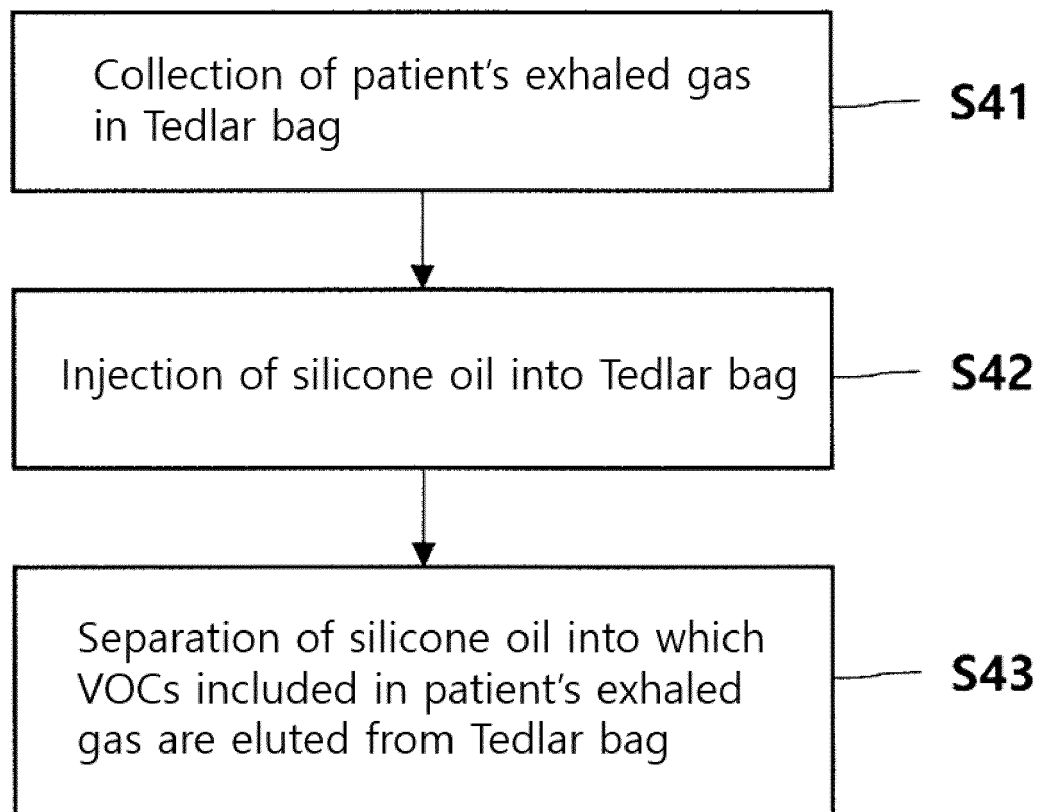 Collection of patient's exhaled gas
in Tedlar bag
S41
Injection of silicone oil into Tedlar bag
S42
Separation of silicone oil into which
VOCs included in patient's exhaled
gas are eluted from Tedlar bag
S43